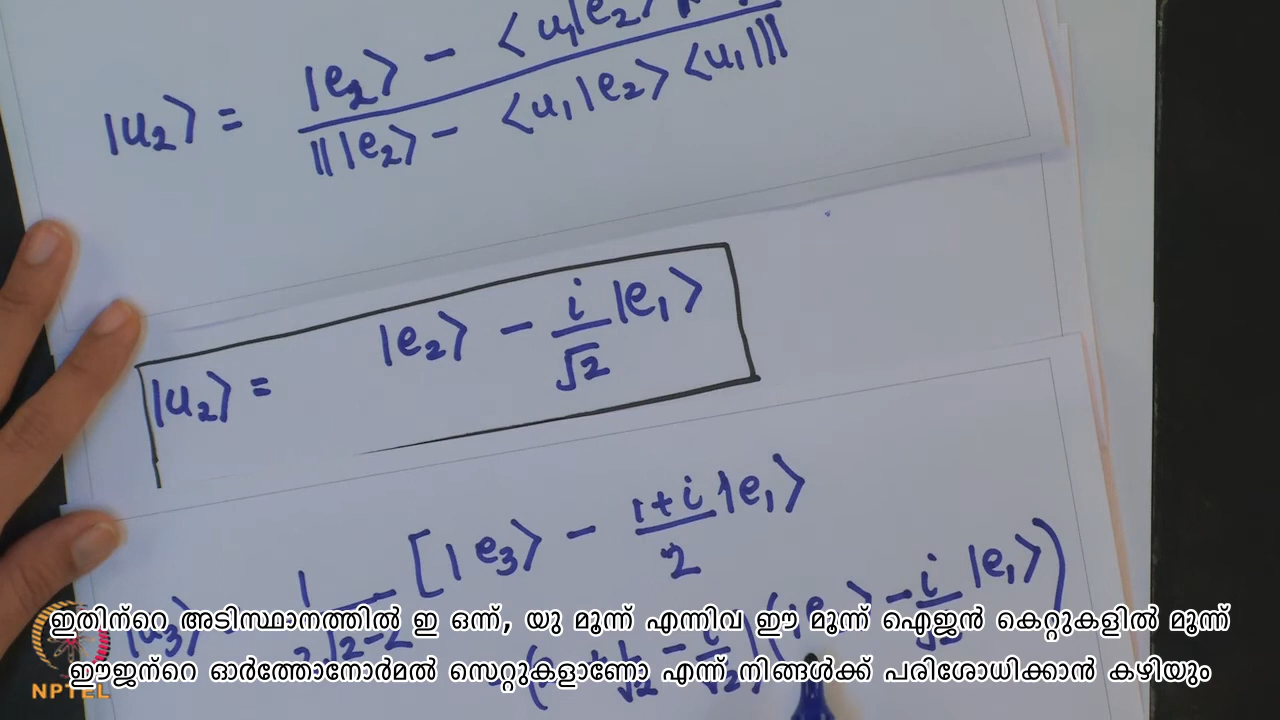 |u₂⟩ = |e₂⟩ − ⟨u₁|e₂⟩
‖|e₂⟩ − ⟨u₁|e₂⟩ ⟨u₁|‖
|u₂⟩ = |e₂⟩ − i/√2 |e₁⟩
[|e₃⟩ − 1+i/2 |e₁⟩
− i |e₁⟩)
ഇതിന്റെ അടിസ്ഥാനത്തിൽ ഇ ഒന്ന്, യു മൂന്ന് എന്നിവ ഈ മൂന്ന് ഐജൻ കെറ്റുകളിൽ മൂന്ന്
ഈജന്റെ ഓർത്തോനോർമൽ സെറ്റുകളാണോ എന്ന് നിങ്ങൾക്ക് പരിശോധിക്കാൻ കഴിയും
NPTEL